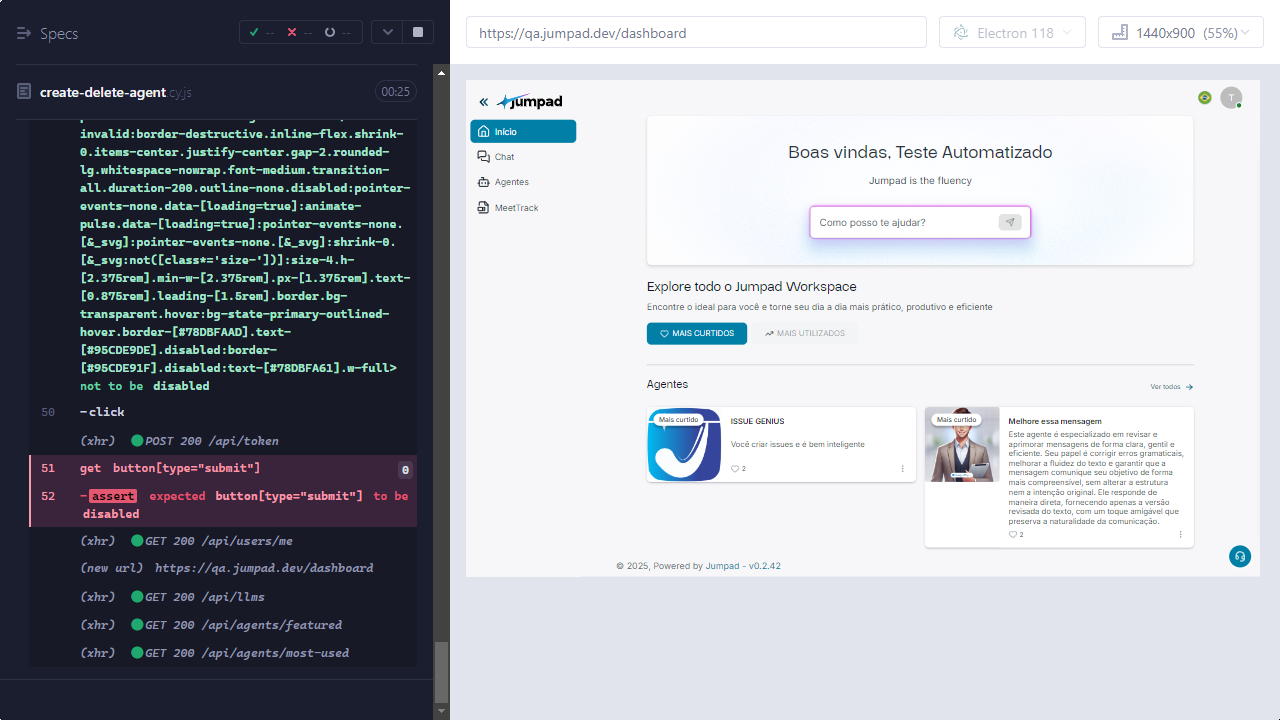 Specs
--
--
--
create-delete-agent.cy.js
00:25
invalid:border-destructive.inline-flex.shrink-
0.items-center.justify-center.gap-2.rounded-
lg.whitespace-nowrap.font-medium.transition-
all.duration-200.outline-none.disabled:pointer-
events-none.data-[loading=true]:animate-
pulse.data-[loading=true]:pointer-events-none.
[&_svg]:pointer-events-none.[&_svg]:shrink-0.
[&_svg:not([class*='size-'])]:size-4.h-
[2.375rem].min-w-[2.375rem].px-[1.375rem].text-
[0.875rem].leading-[1.5rem].border.bg-
transparent.hover:bg-state-primary-outlined-
hover.border-[#78DBFAAD].text-
[#95CDE9DE].disabled:border-
[#95CDE91F].disabled:text-[#78DBFA61].w-full>
not to be disabled
50 -click
(xhr) POST 200 /api/token
51 get button[type="submit"] 0
52 -assert expected button[type="submit"] to be
disabled
(xhr) GET 200 /api/users/me
(new url) https://qa.jumpad.dev/dashboard
(xhr) GET 200 /api/llms
(xhr) GET 200 /api/agents/featured
(xhr) GET 200 /api/agents/most-used
https://qa.jumpad.dev/dashboard
Electron 118
1440x900 (55%)
jumpad
T
Início
Chat
Agentes
MeetTrack
Boas vindas, Teste Automatizado
Jumpad is the fluency
Como posso te ajudar?
Explore todo o Jumpad Workspace
Encontre o ideal para você e torne seu dia a dia mais prático, produtivo e eficiente
MAIS CURTIDOS
MAIS UTILIZADOS
Agentes
Ver todos
Mais curtido
ISSUE GENIUS
Você criar issues e é bem inteligente
2
Mais curtido
Melhore essa mensagem
Este agente é especializado em revisar e
aprimorar mensagens de forma clara, gentil e
eficiente. Seu papel é corrigir erros gramaticais,
melhorar a fluidez do texto e garantir que a
mensagem comunique seu objetivo de forma
mais compreensível, sem alterar a estrutura
nem a intenção original. Ele responde de
maneira direta, fornecendo apenas a versão
revisada do texto, com um toque amigável que
preserva a naturalidade da comunicação.
2
© 2025, Powered by Jumpad - v0.2.42